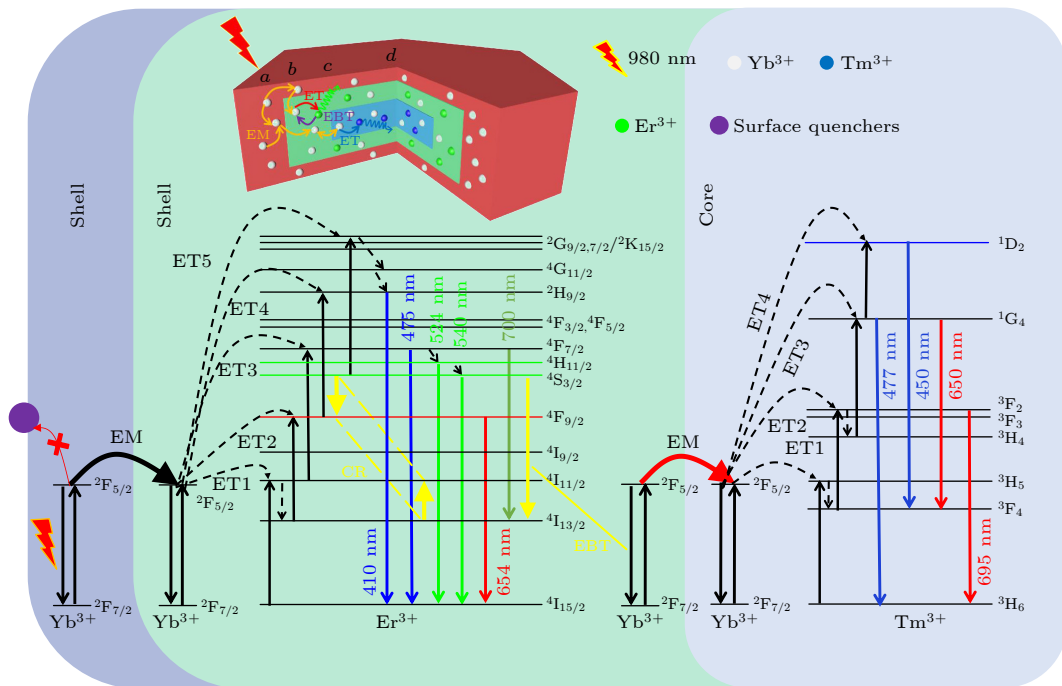 980 nm
Yb³⁺
Tm³⁺
Er³⁺
Surface quenchers
a
b
c
d
ET
EBT
EM
ET
Shell
Shell
Core
ET5
ET4
ET3
ET2
ET1
EM
²F₅/₂
²F₅/₂
²F₇/₂
²F₇/₂
Yb³⁺
Yb³⁺
²G₉/₂,₇/₂/²K₁₅/₂
⁴G₁₁/₂
²H₉/₂
⁴F₃/₂,⁴F₅/₂
⁴F₇/₂
⁴H₁₁/₂
⁴S₃/₂
⁴F₉/₂
⁴I₉/₂
⁴I₁₁/₂
⁴I₁₃/₂
⁴I₁₅/₂
475 nm
524 nm
540 nm
700 nm
410 nm
654 nm
CR
EBT
Er³⁺
EM
²F₅/₂
²F₅/₂
²F₇/₂
²F₇/₂
Yb³⁺
Yb³⁺
ET4
ET3
ET2
ET1
¹D₂
¹G₄
³F₂
³F₃
³H₄
³H₅
³F₄
³H₆
477 nm
450 nm
650 nm
695 nm
Tm³⁺